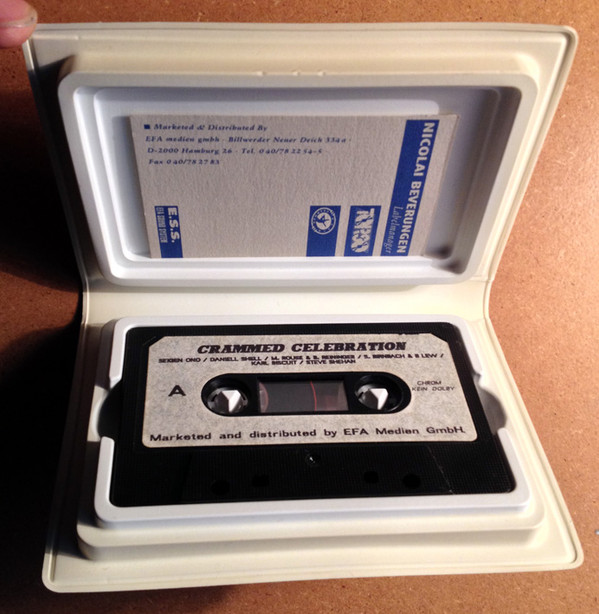 ■ Marketed & Distributed By
EFA medien gmbh · Billwerder Neuer Deich 334a ·
D-2000 Hamburg 26 · Tel. 040/78 22 54-5 ·
Fax 040/78 27 83
NICOLAI BEVERUNGEN
Labelmanager
E.S.S.
CRAMMED CELEBRATION
SEIGEN ONO / DANIELL SHELL / M. ROUSE & B. REININGER / S. BIRNBACH & B LEW /
KARL BISCUIT / STEVE SHEHAN
A
CHROM
KEIN DOLBY
Marketed and distributed by EFA Medien GmbH.